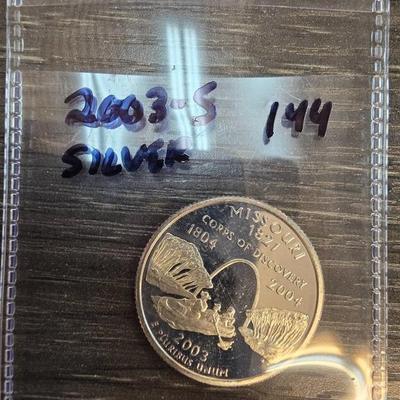 2003-S 144
SILVER
MISSOURI
1821
CORPS OF DISCOVERY
1804 2004
2003
E PLURIBUS UNUM